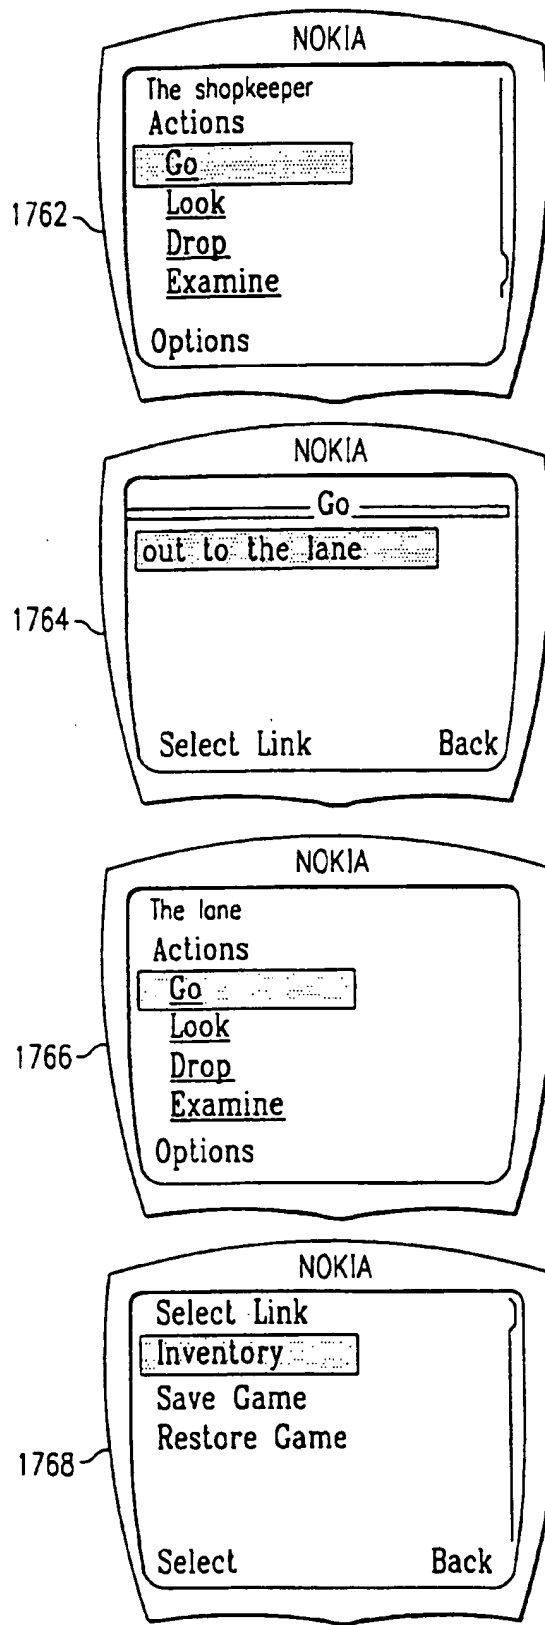 NOKIA
The shopkeeper
Actions
Go
Look
Drop
Examine
Options
1762
NOKIA
Go
out to the lane
Select Link Back
1764
NOKIA
The lane
Actions
Go
Look
Drop
Examine
Options
1766
NOKIA
Select Link
Inventory
Save Game
Restore Game
Select Back
1768